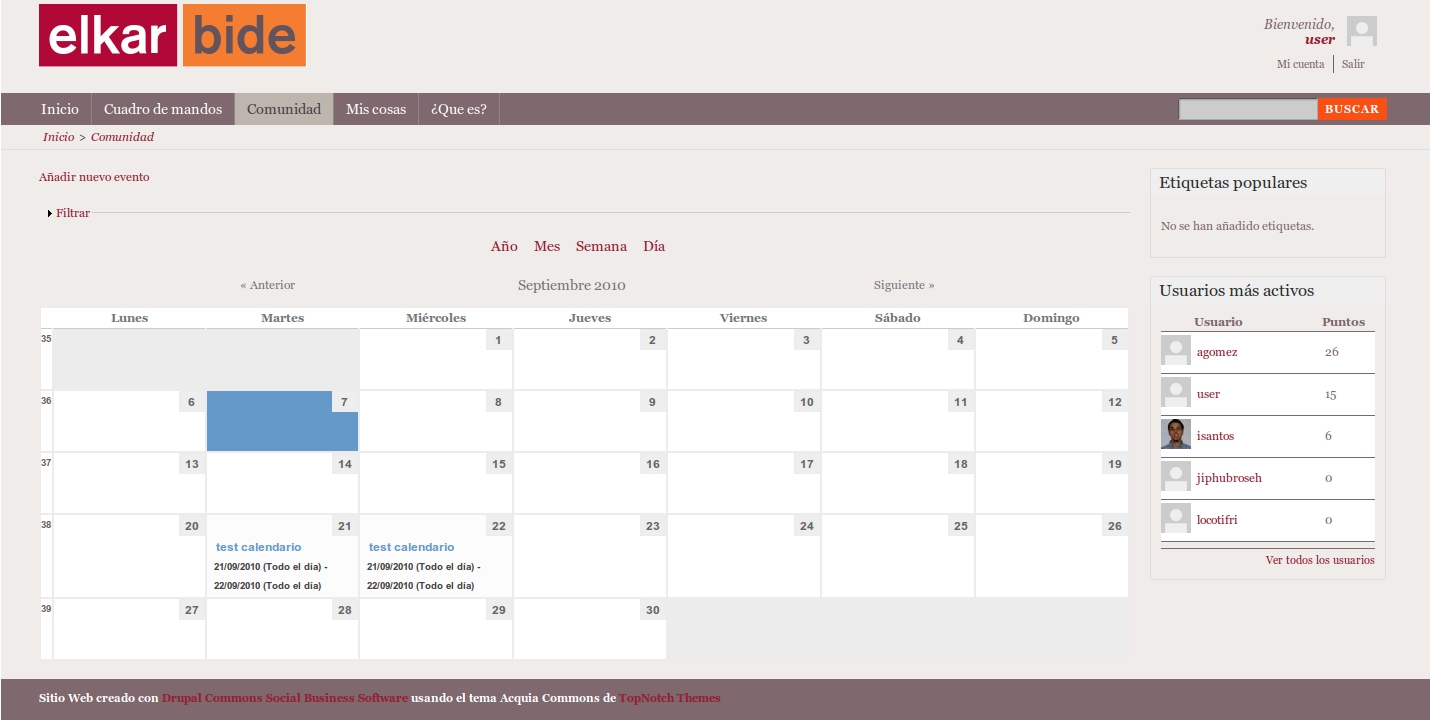 elkar bide
Bienvenido,
user
Mi cuenta Salir
Inicio Cuadro de mandos Comunidad Mis cosas ¿Que es? BUSCAR
Inicio > Comunidad
Añadir nuevo evento
Filtrar
Año Mes Semana Día
« Anterior Septiembre 2010 Siguiente »
Lunes Martes Miércoles Jueves Viernes Sábado Domingo
35 1 2 3 4 5
36 6 7 8 9 10 11 12
37 13 14 15 16 17 18 19
38 20 21 22 23 24 25 26
test calendario test calendario
21/09/2010 (Todo el día) - 21/09/2010 (Todo el día) -
22/09/2010 (Todo el día) 22/09/2010 (Todo el día)
39 27 28 29 30
Etiquetas populares
No se han añadido etiquetas.
Usuarios más activos
Usuario Puntos
agomez 26
user 15
isantos 6
jiphubroseh 0
locotifri 0
Ver todos los usuarios
Sitio Web creado con Drupal Commons Social Business Software usando el tema Acquia Commons de TopNotch Themes